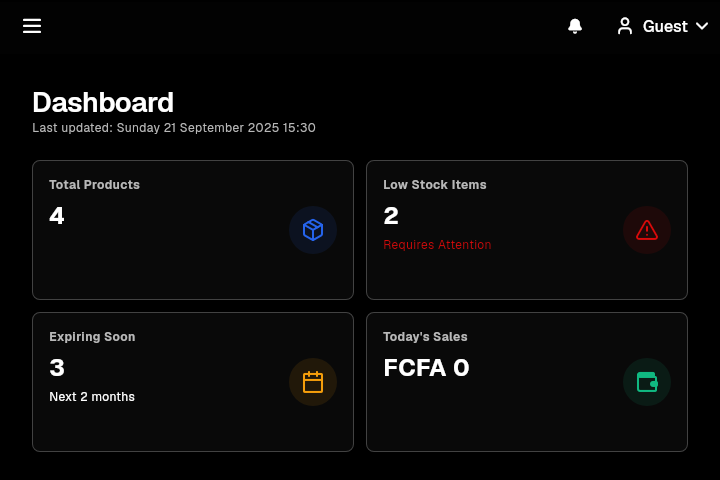 Guest
Dashboard
Last updated: Sunday 21 September 2025 15:30
Total Products
4
Low Stock Items
2
Requires Attention
Expiring Soon
3
Next 2 months
Today's Sales
FCFA 0